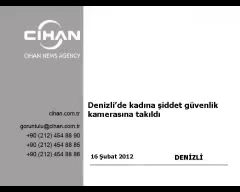 CİHAN
CİHAN NEWS AGENCY
Denizli'de kadına şiddet güvenlik
kamerasına takıldı
cihan.com.tr
goruntulu@cihan.com.tr
+90 (212) 454 88 90
+90 (212) 454 88 85
+90 (212) 454 88 86
16 Şubat 2012
DENİZLİ